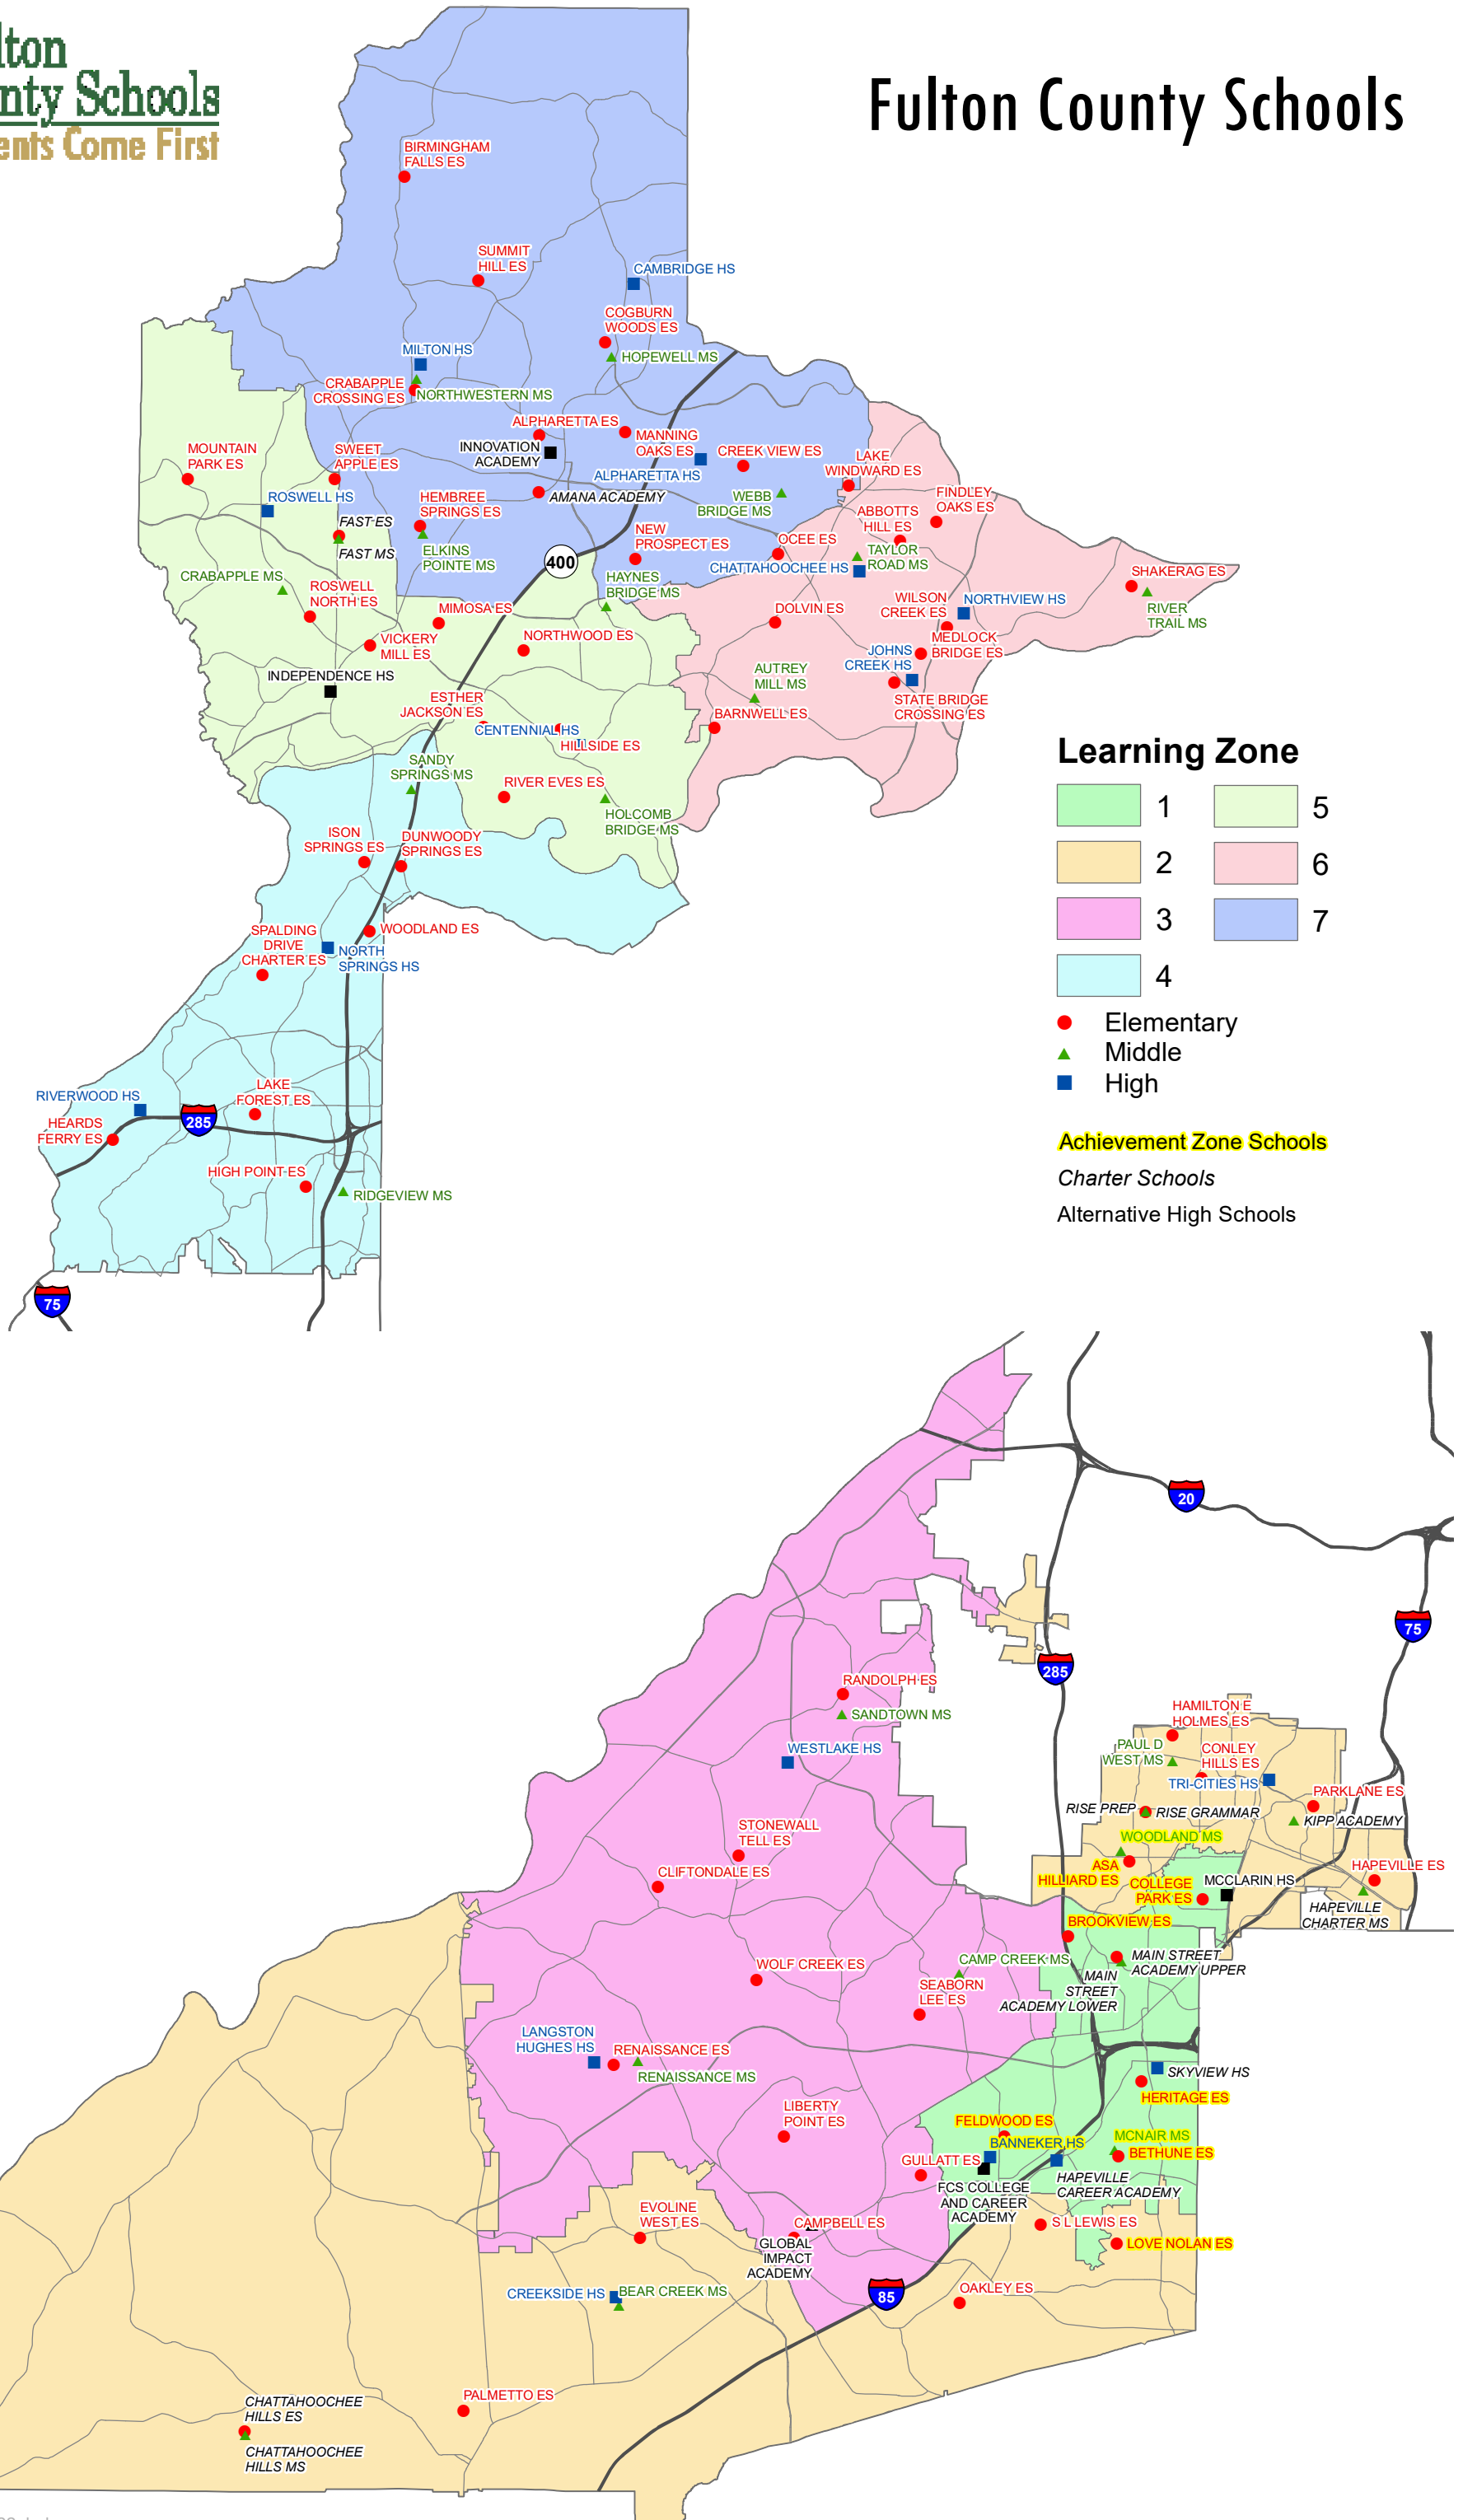 lton
nty Schools
ents Come First
Fulton County Schools
BIRMINGHAM
FALLS ES
SUMMIT
HILL ES
CAMBRIDGE HS
COGBURN
WOODS ES
HOPEWELL MS
MILTON HS
CRABAPPLE
CROSSING ES
NORTHWESTERN MS
ALPHARETTA ES
INNOVATION
ACADEMY
MANNING
OAKS ES
ALPHARETTA HS
CREEK VIEW ES
LAKE
WINDWARD ES
MOUNTAIN
PARK ES
SWEET
APPLE ES
ROSWELL HS
HEMBREE
SPRINGS ES
AMANA ACADEMY
WEBB
BRIDGE MS
FINDLEY
OAKS ES
ABBOTTS
HILL ES
FAST ES
FAST MS
ELKINS
POINTE MS
400
NEW
PROSPECT ES
OCEE ES
CHATTAHOOCHEE HS
TAYLOR
ROAD MS
CRABAPPLE MS
ROSWELL
NORTH ES
HAYNES
BRIDGE MS
SHAKERAG ES
RIVER
TRAIL MS
MIMOSA ES
DOLVIN ES
WILSON
CREEK ES
NORTHVIEW HS
VICKERY
MILL ES
NORTHWOOD ES
MEDLOCK
BRIDGE ES
JOHNS
CREEK HS
INDEPENDENCE HS
AUTREY
MILL MS
ESTHER
JACKSON ES
STATE BRIDGE
CROSSING ES
BARNWELL ES
CENTENNIAL HS
HILLSIDE ES
SANDY
SPRINGS MS
RIVER EVES ES
HOLCOMB
BRIDGE MS
ISON
SPRINGS ES
DUNWOODY
SPRINGS ES
WOODLAND ES
SPALDING
DRIVE
CHARTER ES
NORTH
SPRINGS HS
RIVERWOOD HS
LAKE
FOREST ES
285
HEARDS
FERRY ES
HIGH POINT ES
RIDGEVIEW MS
75
Learning Zone
1
5
2
6
3
7
4
Elementary
Middle
High
Achievement Zone Schools
Charter Schools
Alternative High Schools
20
75
285
RANDOLPH ES
SANDTOWN MS
WESTLAKE HS
HAMILTON E
HOLMES ES
PAUL D
WEST MS
CONLEY
HILLS ES
TRI-CITIES HS
PARKLANE ES
RISE PREP
RISE GRAMMAR
KIPP ACADEMY
STONEWALL
TELL ES
WOODLAND MS
CLIFTONDALE ES
ASA
HILLIARD ES
COLLEGE
PARK ES
MCCLARIN HS
HAPEVILLE ES
HAPEVILLE
CHARTER MS
BROOKVIEW ES
WOLF CREEK ES
CAMP CREEK MS
MAIN STREET
ACADEMY UPPER
MAIN
STREET
ACADEMY LOWER
SEABORN
LEE ES
LANGSTON
HUGHES HS
RENAISSANCE ES
RENAISSANCE MS
SKYVIEW HS
HERITAGE ES
LIBERTY
POINT ES
FELDWOOD ES
BANNEKER HS
MCNAIR MS
BETHUNE ES
GULLATT ES
FCS COLLEGE
AND CAREER
ACADEMY
HAPEVILLE
CAREER ACADEMY
EVOLINE
WEST ES
CAMPBELL ES
GLOBAL
IMPACT
ACADEMY
S L LEWIS ES
LOVE NOLAN ES
CREEKSIDE HS
BEAR CREEK MS
85
OAKLEY ES
PALMETTO ES
CHATTAHOOCHEE
HILLS ES
CHATTAHOOCHEE
HILLS MS